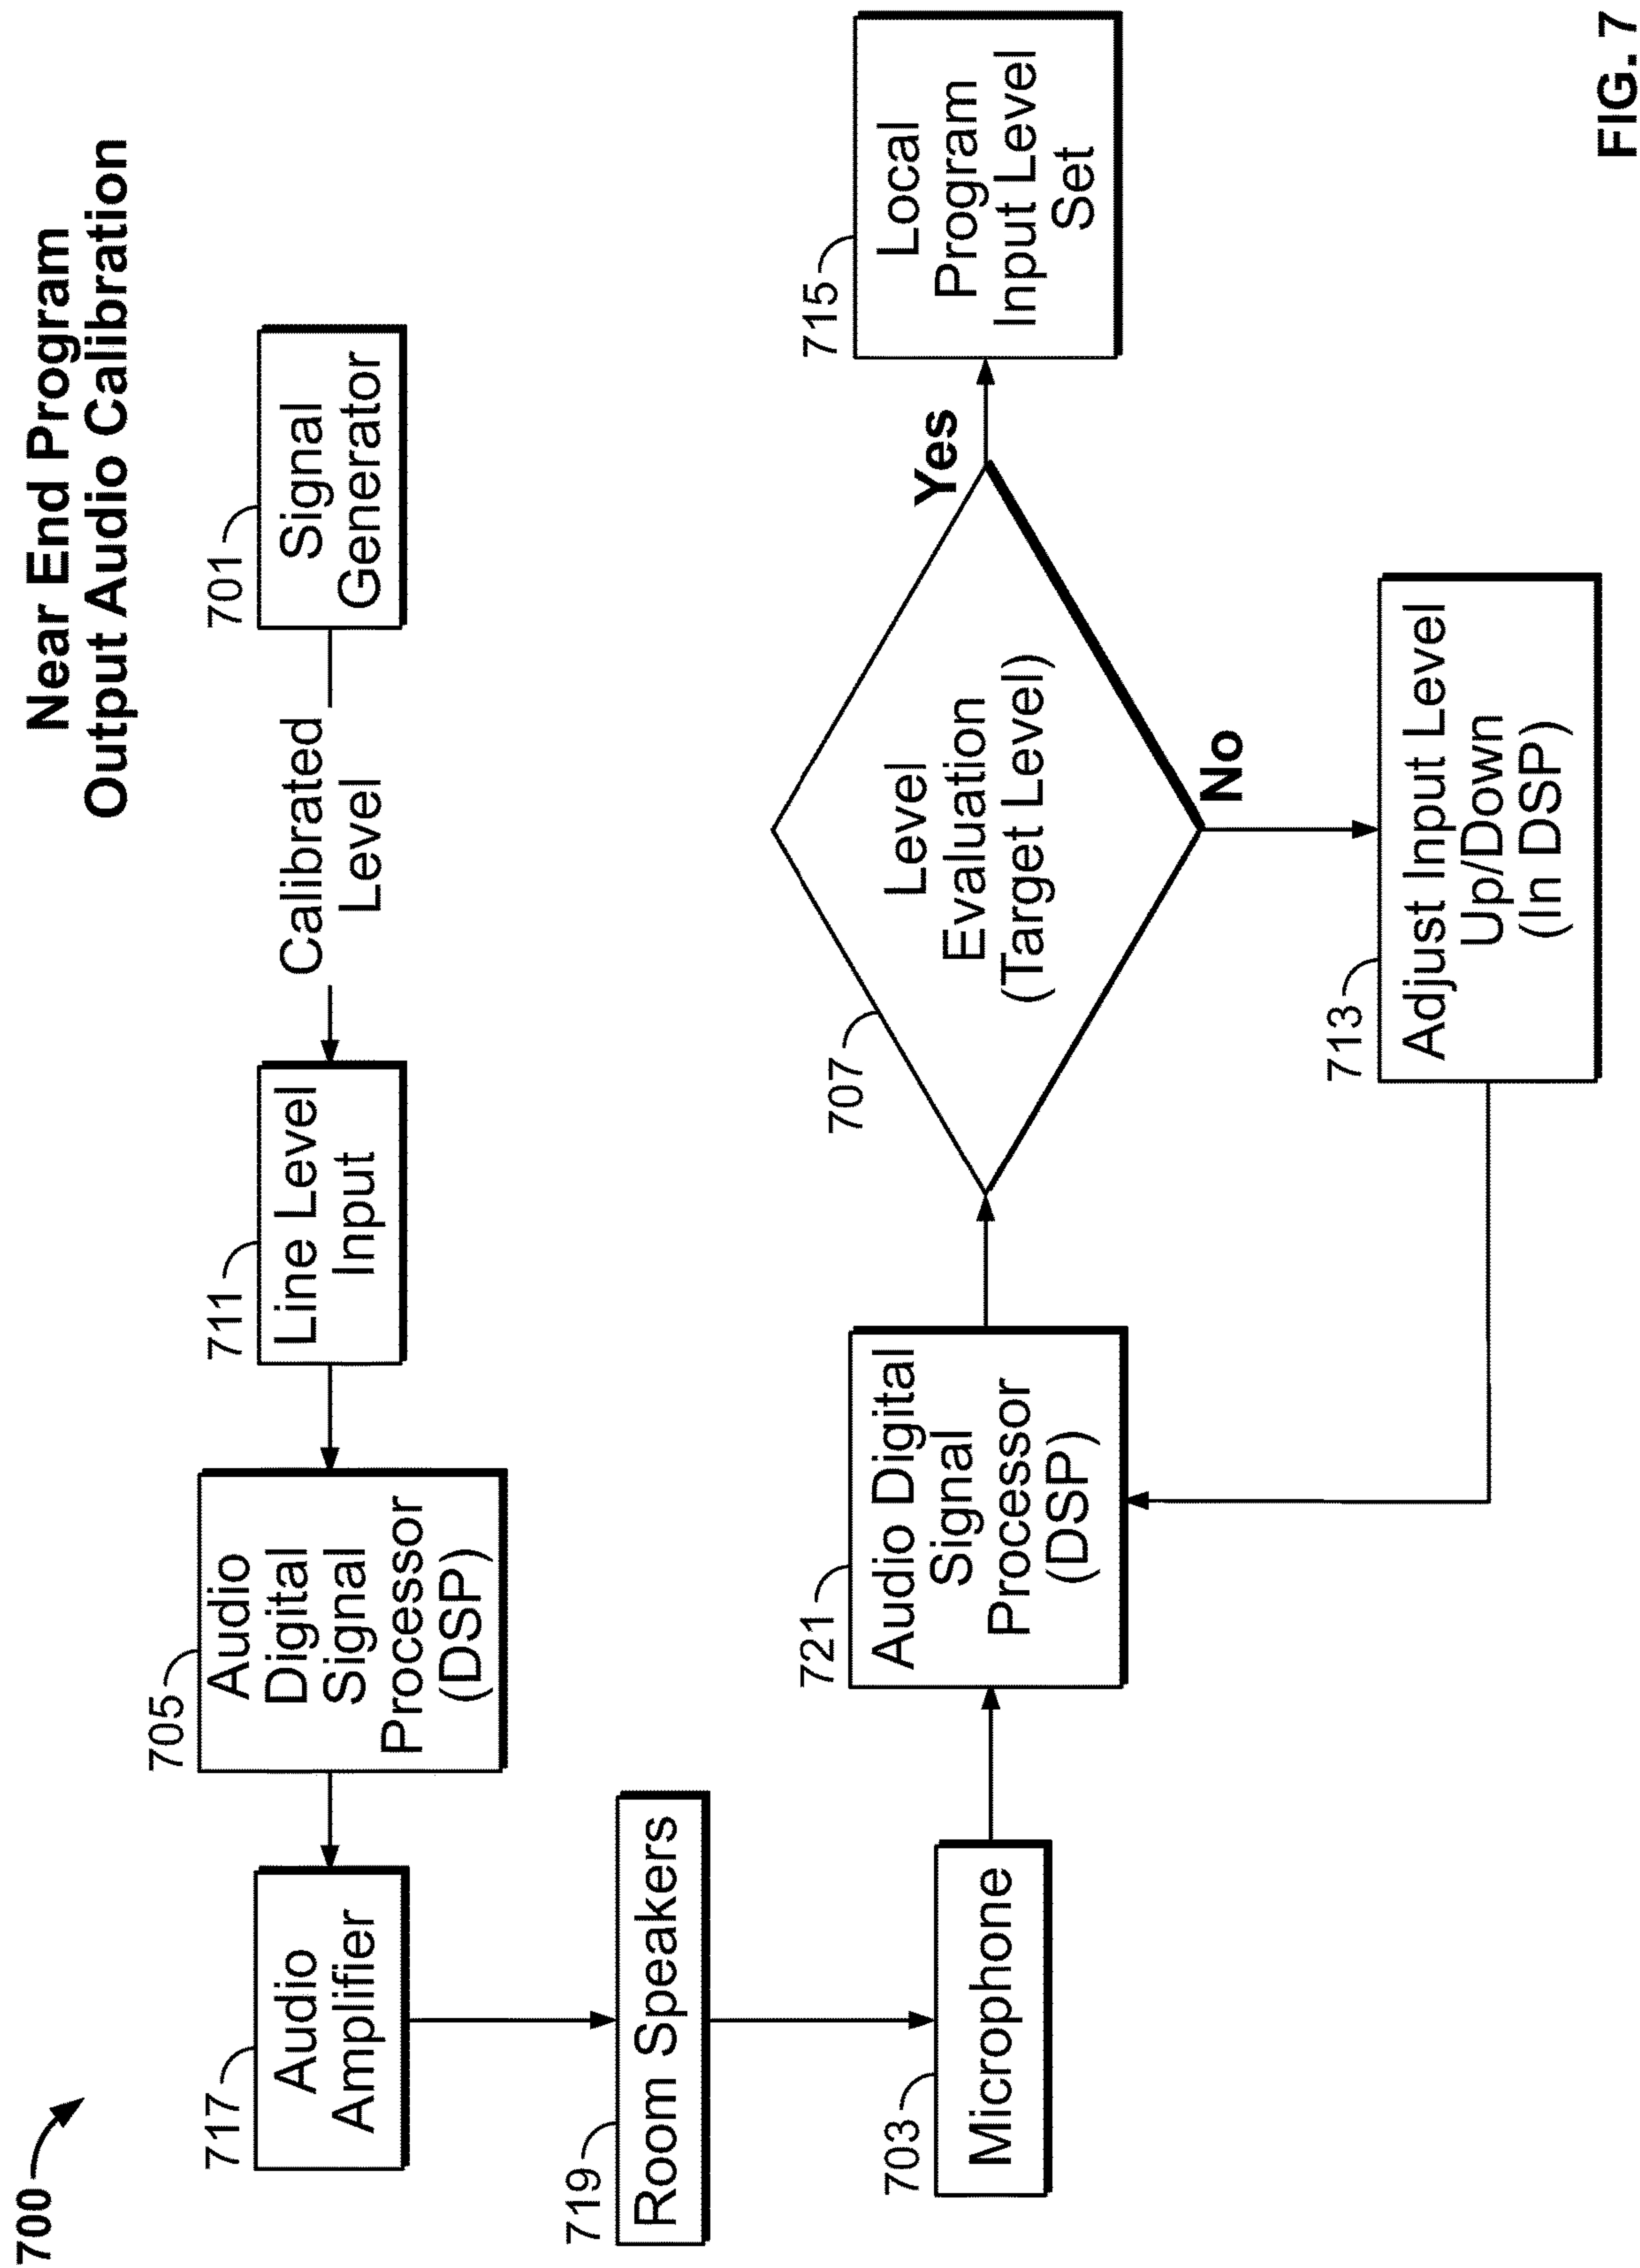 Near End Program
Output Audio Calibration
700
717
Audio
Amplifier
705
Audio
Digital
Signal
Processor
(DSP)
711
Line Level
Input
Calibrated
Level
701
Signal
Generator
719
Room Speakers
703
Microphone
721
Audio Digital
Signal
Processor
(DSP)
707
Level
Evaluation
(Target Level)
Yes
No
715
Local
Program
Input Level
Set
713
Adjust Input Level
Up/Down
(In DSP)
FIG. 7